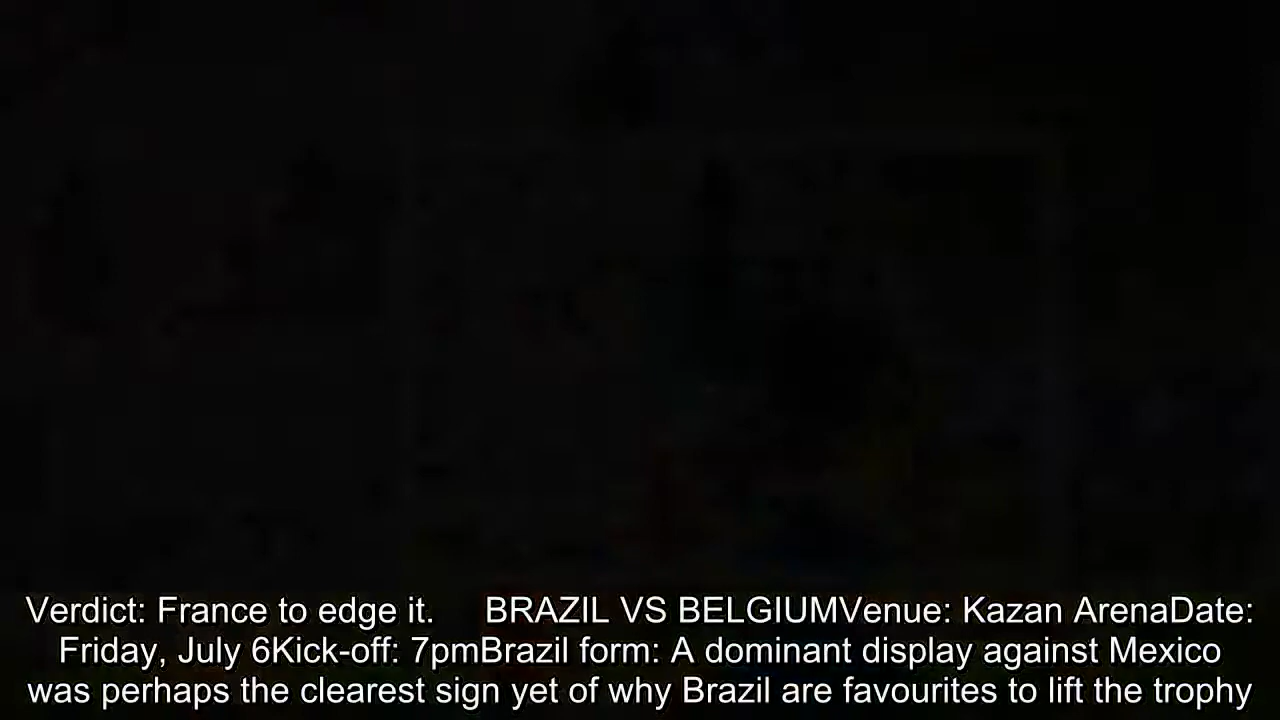 Verdict: France to edge it. BRAZIL VS BELGIUMVenue: Kazan ArenaDate:
Friday, July 6Kick-off: 7pmBrazil form: A dominant display against Mexico
was perhaps the clearest sign yet of why Brazil are favourites to lift the trophy